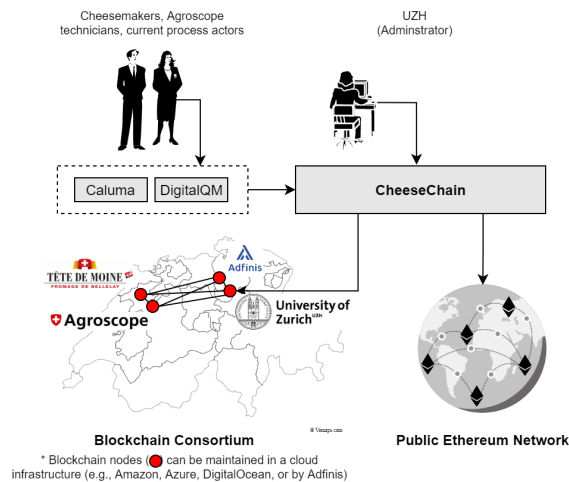 Cheesemakers, Agroscope
technicians, current process actors
UZH
(Adminstrator)
Caluma
DigitalQM
CheeseChain
TÊTE DE MOINE
FROMAGE DE BELLELAY
Adfinis
Agroscope
University of
Zurich UZH
© Vemaps.com
Blockchain Consortium
Public Ethereum Network
* Blockchain nodes ( can be maintained in a cloud
infrastructure (e.g., Amazon, Azure, DigitalOcean, or by Adfinis)